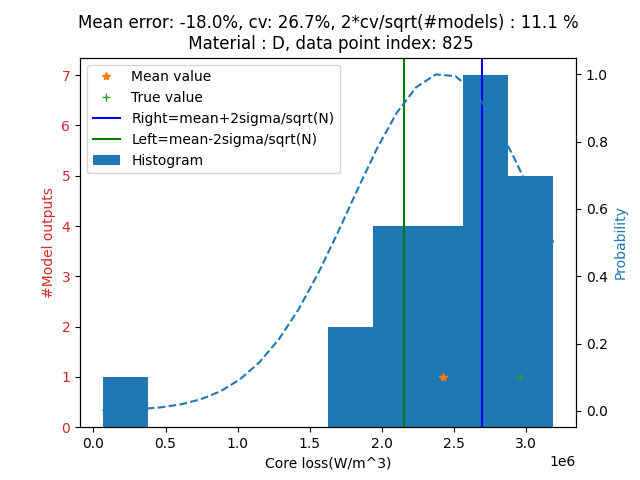 Mean error: -18.0%, cv: 26.7%, 2*cv/sqrt(#models) : 11.1 %
Material : D, data point index: 825
Mean value
True value
Right=mean+2sigma/sqrt(N)
Left=mean-2sigma/sqrt(N)
Histogram
#Model outputs
7
6
5
4
3
2
1
0
Probability
1.0
0.8
0.6
0.4
0.2
0.0
0.0 0.5 1.0 1.5 2.0 2.5 3.0
1e6
Core loss(W/m^3)